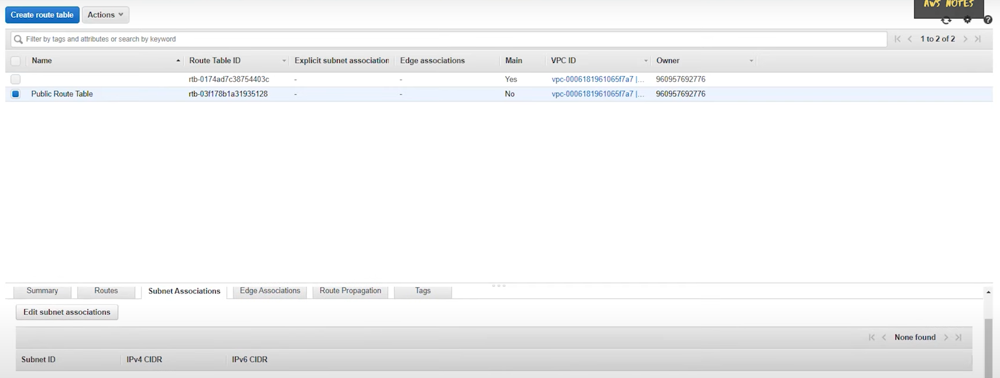 AWS NOTES
Create route table Actions
Filter by tags and attributes or search by keyword 1 to 2 of 2
Name Route Table ID Explicit subnet association Edge associations Main VPC ID Owner
rtb-0174ad7c38754403c - - Yes vpc-0006181961065f7a7 |... 960957692776
Public Route Table rtb-03f178b1a31935128 - - No vpc-0006181961065f7a7 |... 960957692776
Summary Routes Subnet Associations Edge Associations Route Propagation Tags
Edit subnet associations
None found
Subnet ID IPv4 CIDR IPv6 CIDR